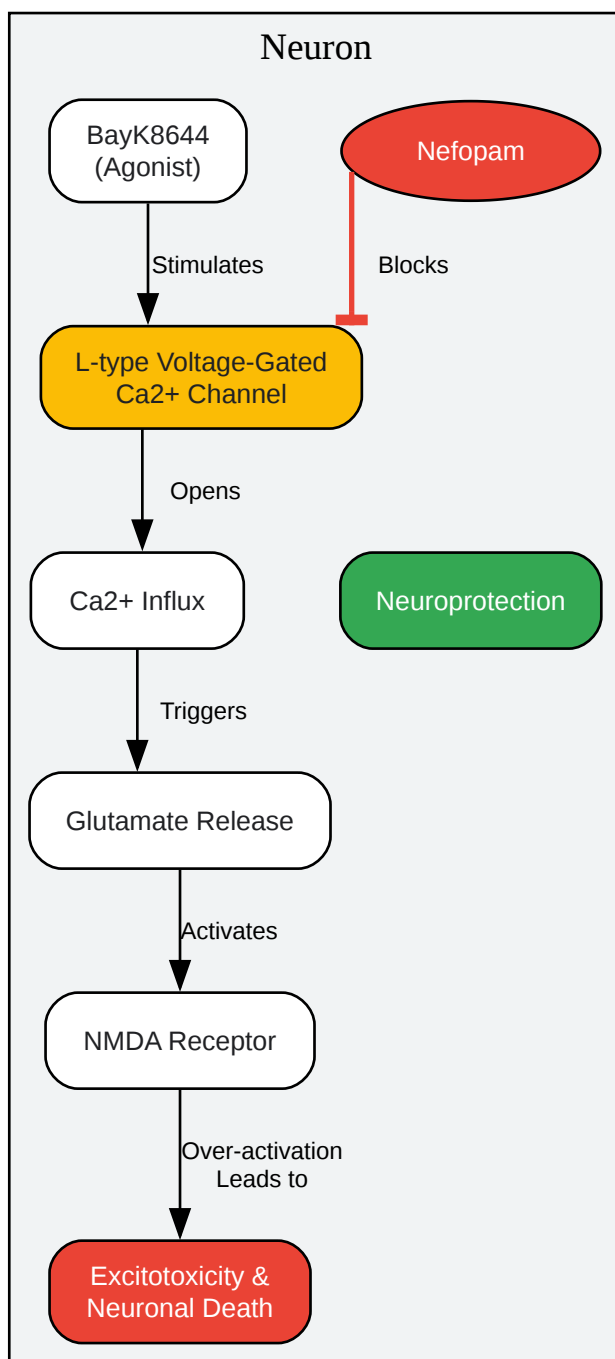 Neuron
BayK8644
(Agonist)
Nefopam
Stimulates
Blocks
L-type Voltage-Gated
Ca2+ Channel
Opens
Ca2+ Influx
Neuroprotection
Triggers
Glutamate Release
Activates
NMDA Receptor
Over-activation
Leads to
Excitotoxicity &
Neuronal Death